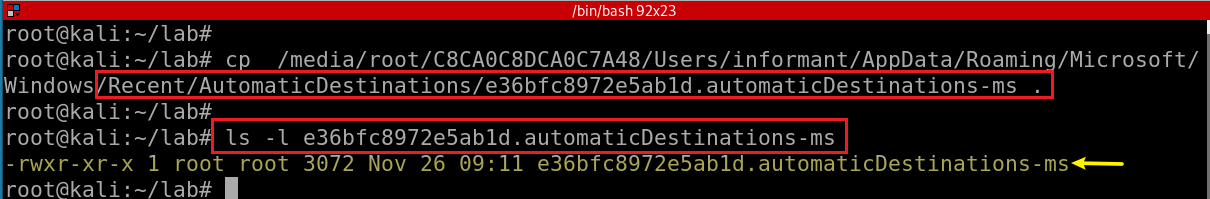 /bin/bash 92x23
root@kali:~/lab#
root@kali:~/lab# cp  /media/root/C8CA0C8DCA0C7A48/Users/informant/AppData/Roaming/Microsoft/
Windows/Recent/AutomaticDestinations/e36bfc8972e5ab1d.automaticDestinations-ms .
root@kali:~/lab#
root@kali:~/lab# ls -l e36bfc8972e5ab1d.automaticDestinations-ms
-rwxr-xr-x 1 root root 3072 Nov 26 09:11 e36bfc8972e5ab1d.automaticDestinations-ms
root@kali:~/lab#